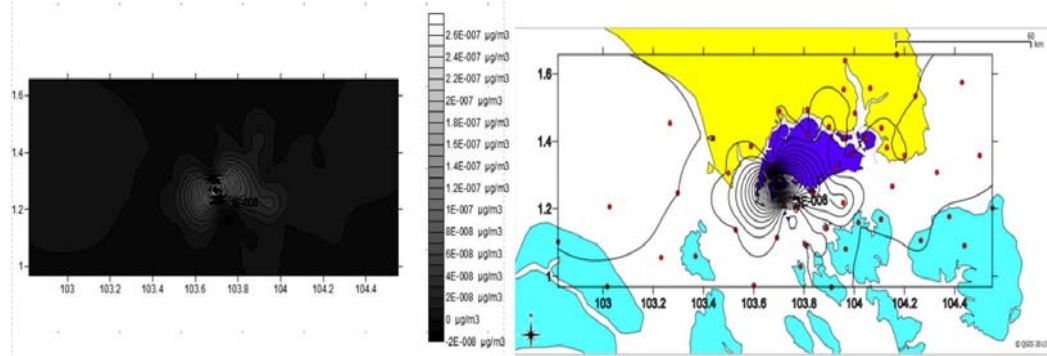 1.6
1.4
1.2
1
103 103.2 103.4 103.6 103.8 104 104.2 104.4
1E-008
2.6E-007 µg/m3
2.4E-007 µg/m3
2.2E-007 µg/m3
2E-007 µg/m3
1.8E-007 µg/m3
1.6E-007 µg/m3
1.4E-007 µg/m3
1.2E-007 µg/m3
1E-007 µg/m3
8E-008 µg/m3
6E-008 µg/m3
4E-008 µg/m3
2E-008 µg/m3
0 µg/m3
-2E-008 µg/m3
0 60
km
1.6
1.4
1.2
1
103 103.2 103.4 103.6 103.8 104 104.2 104.4
E-008